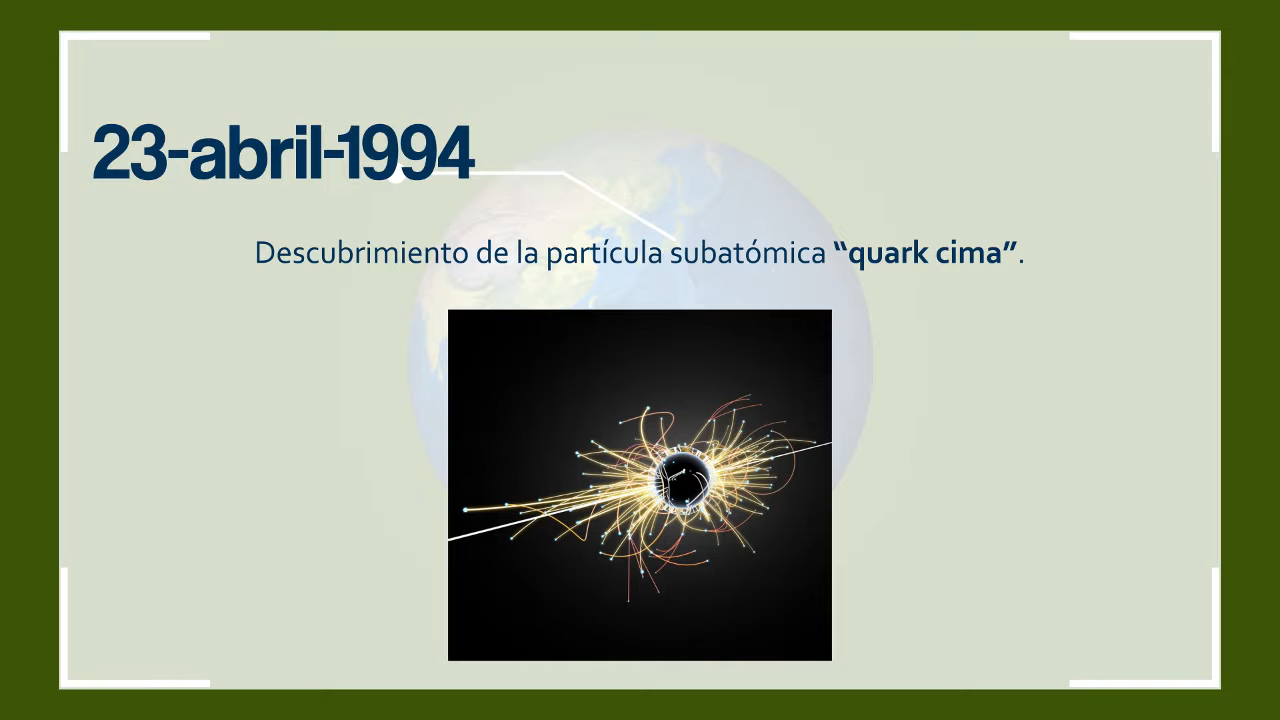 23-abril-1994
Descubrimiento de la partícula subatómica “quark cima”.